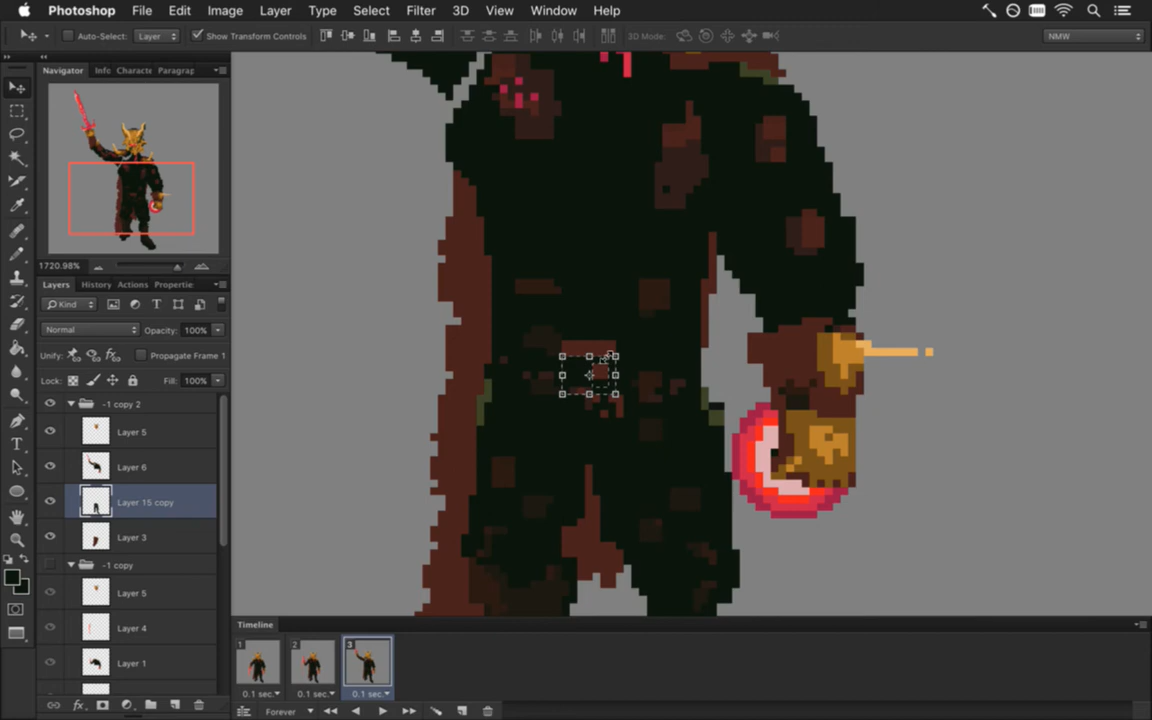 Photoshop File Edit Image Layer Type Select Filter 3D View Window Help
Auto-Select: Layer Show Transform Controls 3D Mode: NMW
Navigator Info Characte Paragrap
1720.98%
Layers History Actions Propertie
Kind
Normal Opacity: 100%
Unify: Propagate Frame 1
Lock: Fill: 100%
-1 copy 2
Layer 5
Layer 6
Layer 15 copy
Layer 3
-1 copy
Layer 5
Layer 4
Layer 1
Timeline
1 2 3
0.1 sec. 0.1 sec. 0.1 sec.
Forever